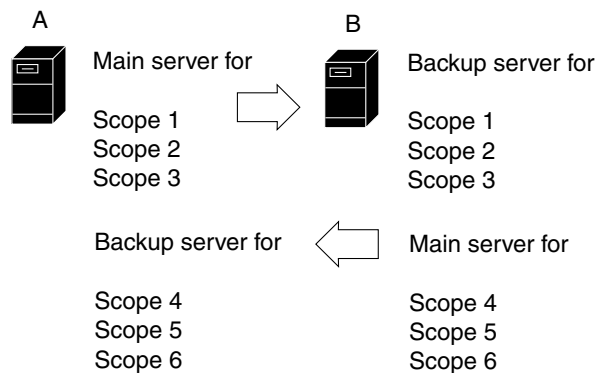 A
B
Main server for
Backup server for
Scope 1
Scope 2
Scope 3
Scope 1
Scope 2
Scope 3
Backup server for
Main server for
Scope 4
Scope 5
Scope 6
Scope 4
Scope 5
Scope 6